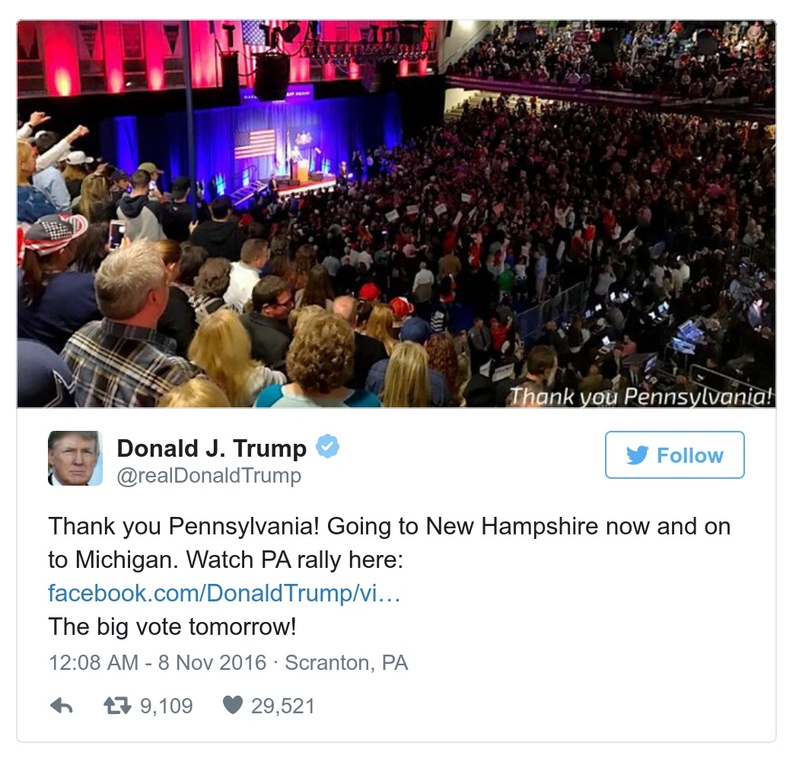 Thank you Pennsylvania!
Donald J. Trump
@realDonaldTrump
Follow
Thank you Pennsylvania! Going to New Hampshire now and on
to Michigan. Watch PA rally here:
facebook.com/DonaldTrump/vi…
The big vote tomorrow!
12:08 AM - 8 Nov 2016 · Scranton, PA
9,109 29,521